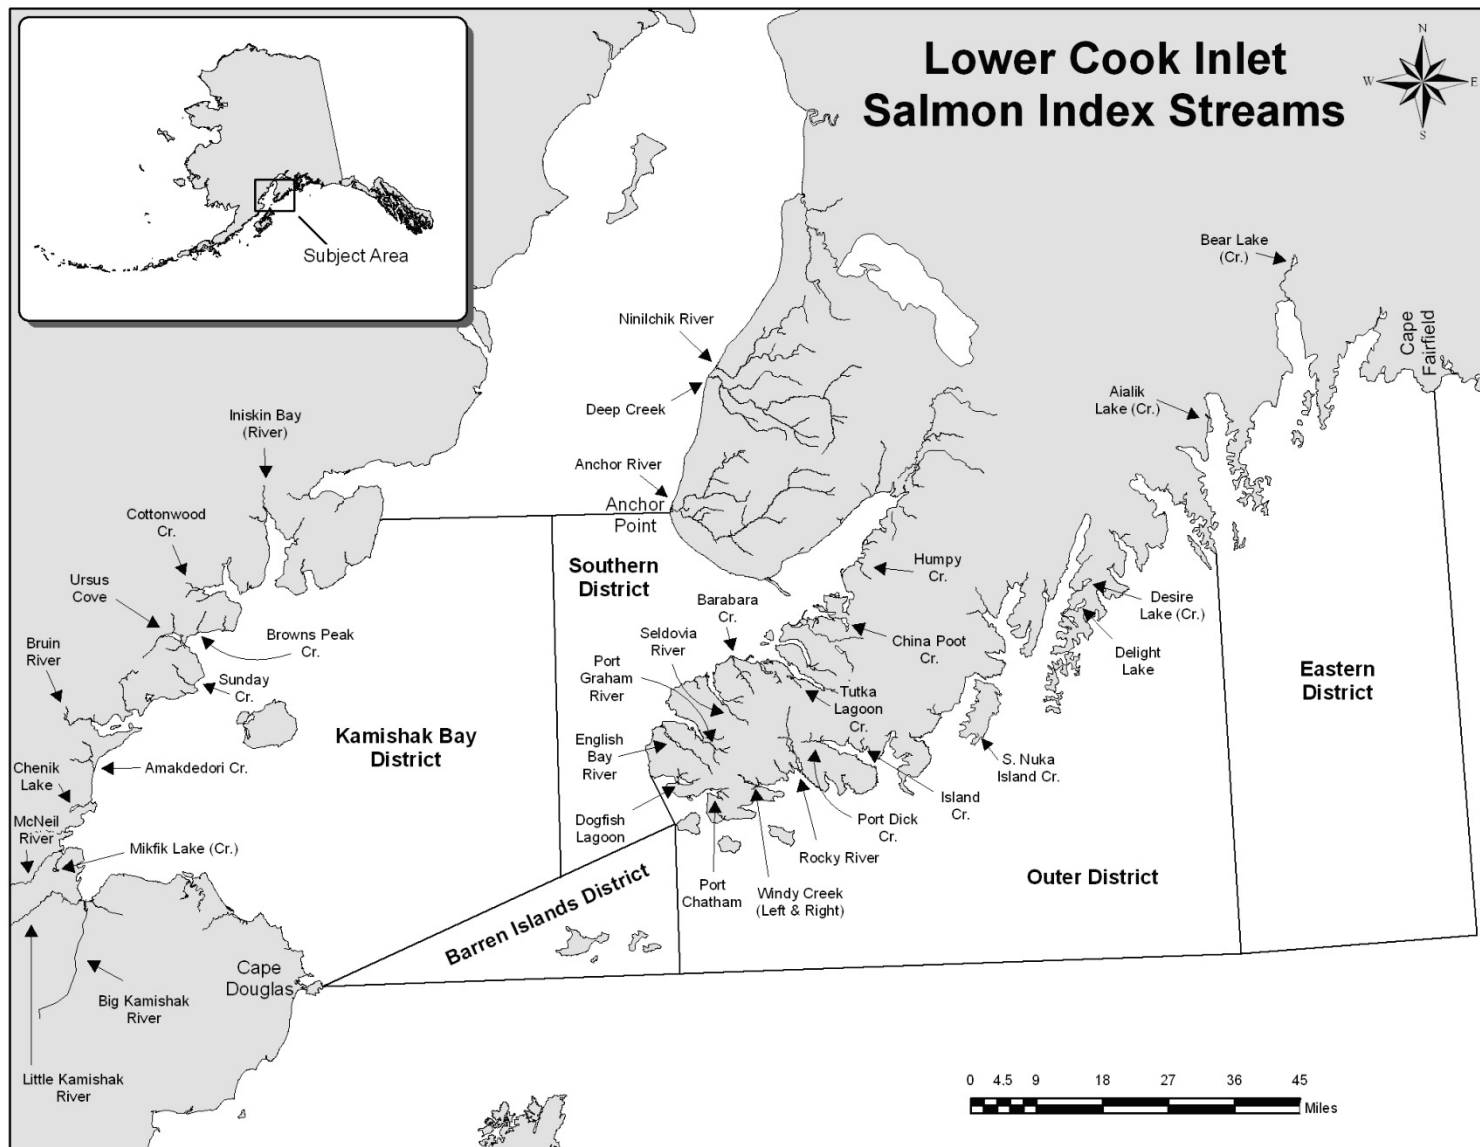 Lower Cook Inlet
Salmon Index Streams
N
W
E
S
Subject Area
Bear Lake
(Cr.)
Cape
Fairfield
Ninilchik River
Deep Creek
Aialik
Lake (Cr.)
Iniskin Bay
(River)
Anchor River
Anchor
Point
Cottonwood
Cr.
Southern
District
Humpy
Cr.
Ursus
Cove
Barabara
Cr.
Desire
Lake (Cr.)
Browns Peak
Cr.
Seldovia
River
China Poot
Cr.
Bruin
River
Port
Graham
River
Delight
Lake
Sunday
Cr.
Eastern
District
Tutka
Lagoon
Cr.
Kamishak Bay
District
English
Bay
River
S. Nuka
Island Cr.
Amakdedori Cr.
Chenik
Lake
Island
Cr.
Dogfish
Lagoon
Port Dick
Cr.
McNeil
River
Mikfik Lake (Cr.)
Rocky River
Outer District
Port
Chatham
Windy Creek
(Left & Right)
Barren Islands District
Cape
Douglas
Big Kamishak
River
Little Kamishak
River
0 4.5 9 18 27 36 45
Miles